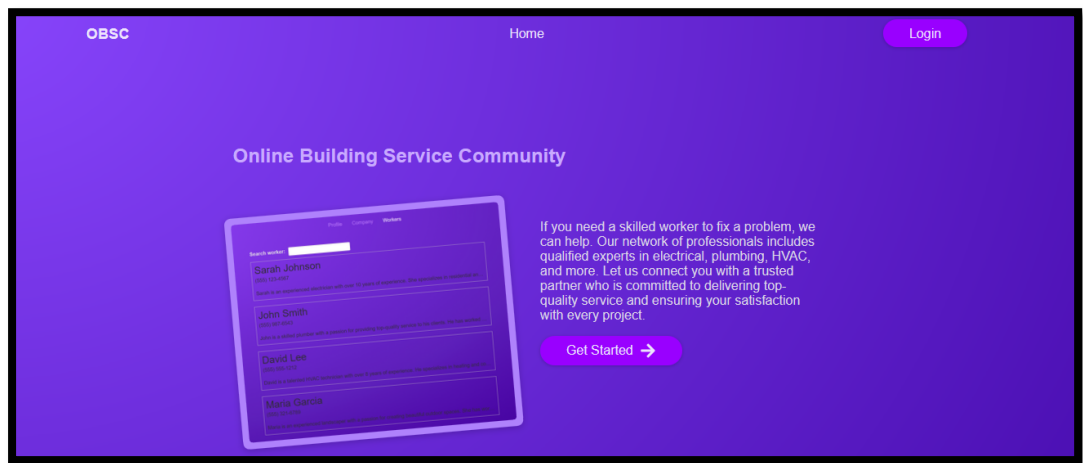 OBSC
Home
Login
Online Building Service Community
Profile Company Workers
Search worker:
Sarah Johnson
John Smith
David Lee
Maria Garcia
If you need a skilled worker to fix a problem, we
can help. Our network of professionals includes
qualified experts in electrical, plumbing, HVAC,
and more. Let us connect you with a trusted
partner who is committed to delivering top-
quality service and ensuring your satisfaction
with every project.
Get Started